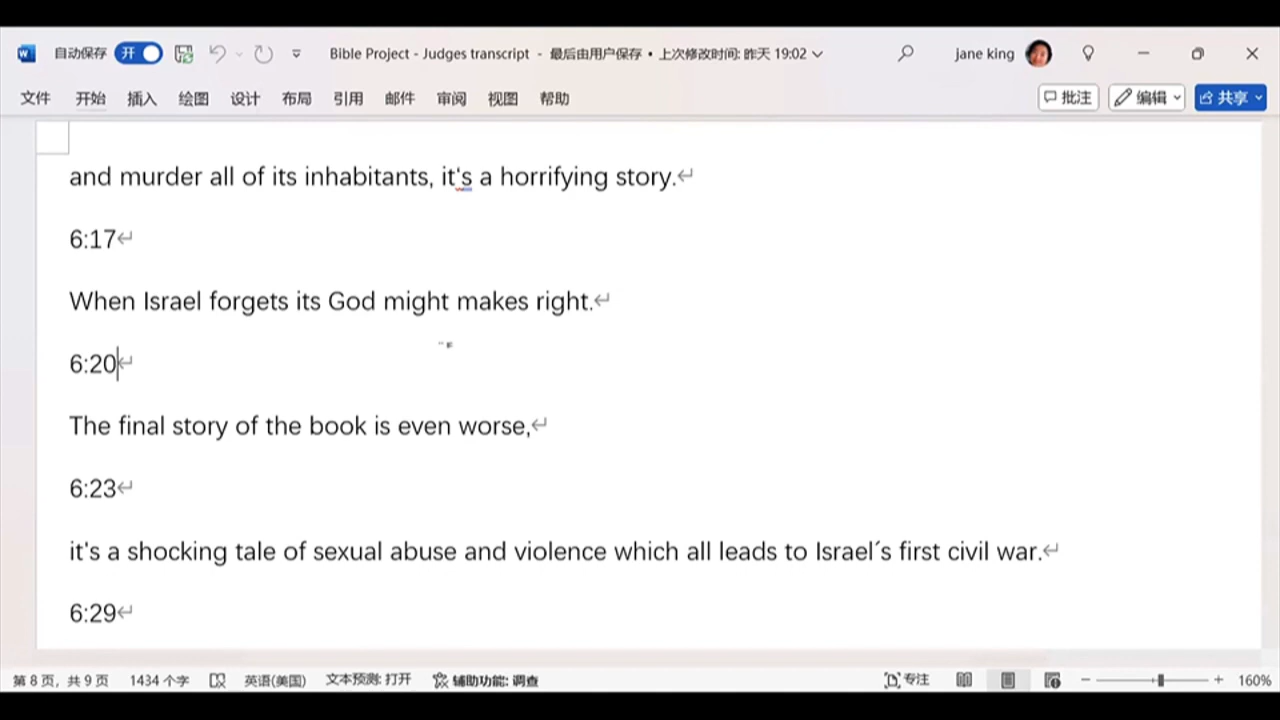 自动保存 开 Bible Project - Judges transcript - 最后由用户保存 • 上次修改时间: 昨天 19:02 jane king
文件 开始 插入 绘图 设计 布局 引用 邮件 审阅 视图 帮助 批注 编辑 共享
and murder all of its inhabitants, it's a horrifying story.
6:17
When Israel forgets its God might makes right.
6:20
The final story of the book is even worse,
6:23
it's a shocking tale of sexual abuse and violence which all leads to Israel´s first civil war.
6:29
第 8 页，共 9 页 1434 个字 英语(美国) 文本预测: 打开 辅助功能: 调查 专注 160%